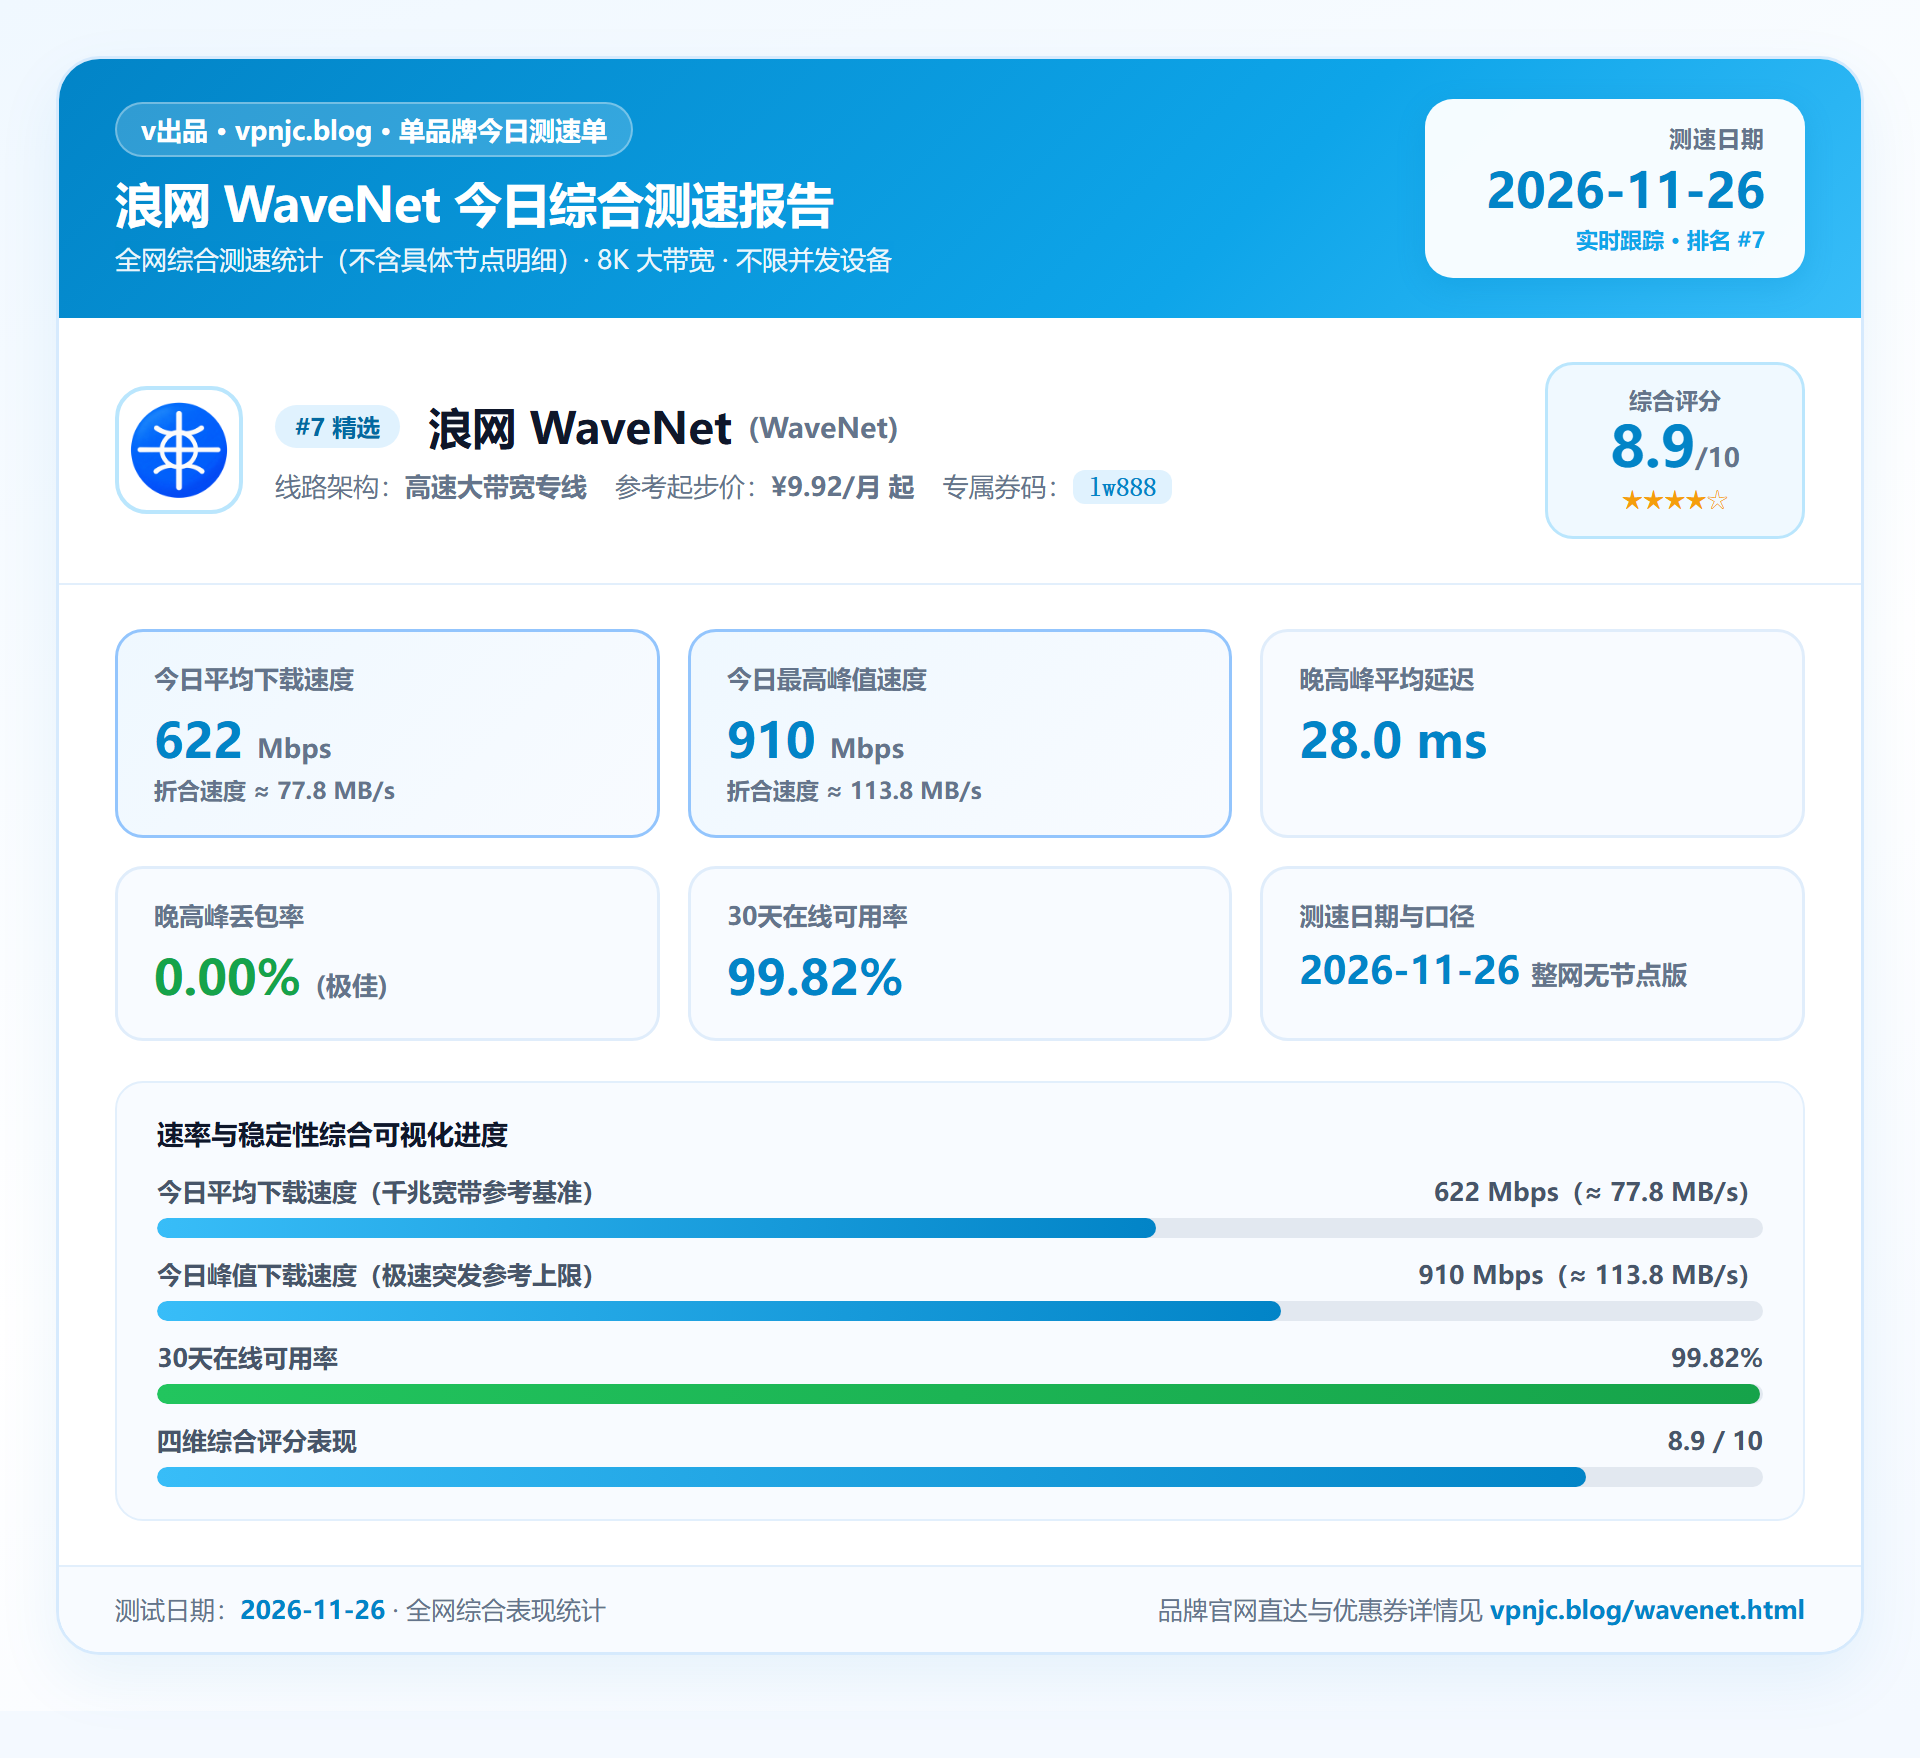 v出品 • vpnjc.blog • 单品牌今日测速单
浪网 WaveNet 今日综合测速报告
全网综合测速统计（不含具体节点明细）· 8K 大带宽 · 不限并发设备
测速日期
2026-11-26
实时跟踪 • 排名 #7
#7 精选 浪网 WaveNet (WaveNet)
线路架构：高速大带宽专线 参考起步价：¥9.92/月 起 专属券码： lw888
综合评分
8.9/10
★★★★☆
今日平均下载速度
622 Mbps
折合速度 ≈ 77.8 MB/s
今日最高峰值速度
910 Mbps
折合速度 ≈ 113.8 MB/s
晚高峰平均延迟
28.0 ms
晚高峰丢包率
0.00% (极佳)
30天在线可用率
99.82%
测速日期与口径
2026-11-26 整网无节点版
速率与稳定性综合可视化进度
今日平均下载速度（千兆宽带参考基准） 622 Mbps（≈ 77.8 MB/s）
今日峰值下载速度（极速突发参考上限） 910 Mbps（≈ 113.8 MB/s）
30天在线可用率 99.82%
四维综合评分表现 8.9 / 10
测试日期：2026-11-26 · 全网综合表现统计
品牌官网直达与优惠券详情见 vpnjc.blog/wavenet.html